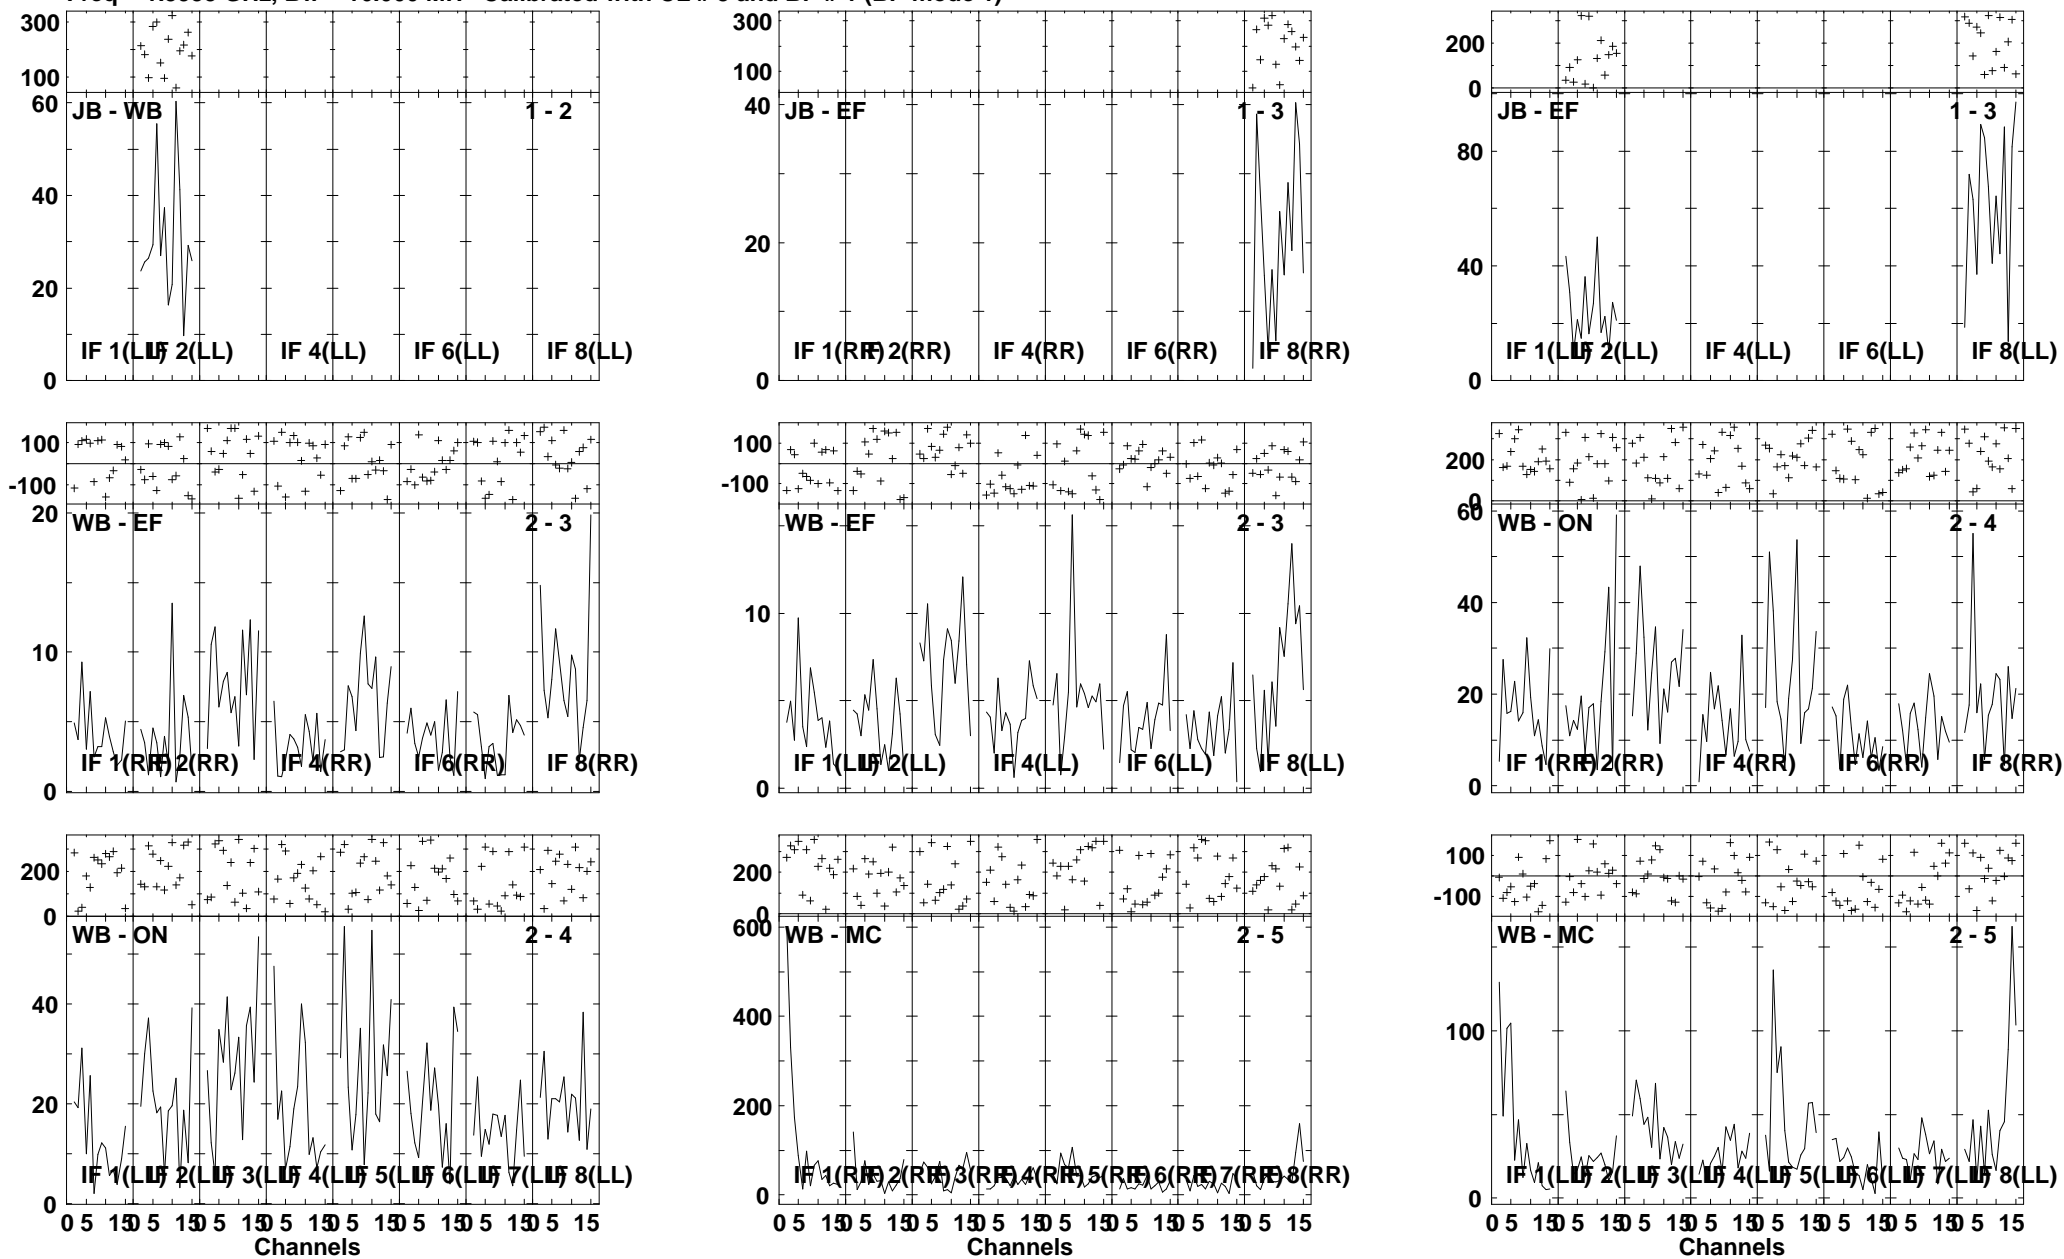 300
100
60
JB - WB
1 - 2
40
20
IF 1(LL) IF 2(LL) IF 4(LL) IF 6(LL) IF 8(LL)
0
300
100
40
JB - EF
1 - 3
20
IF 1(RR) IF 2(RR) IF 4(RR) IF 6(RR) IF 8(RR)
0
200
0
JB - EF
1 - 3
80
40
IF 1(LL) IF 2(LL) IF 4(LL) IF 6(LL) IF 8(LL)
0
100
-100
20
WB - EF
2 - 3
10
IF 1(RR) IF 2(RR) IF 4(RR) IF 6(RR) IF 8(RR)
0
100
-100
WB - EF
2 - 3
10
IF 1(LL) IF 2(LL) IF 4(LL) IF 6(LL) IF 8(LL)
0
200
0
60
WB - ON
2 - 4
40
20
IF 1(RR) IF 2(RR) IF 4(RR) IF 6(RR) IF 8(RR)
0
200
0
WB - ON
2 - 4
40
20
IF 1(LL) IF 2(LL) IF 3(LL) IF 4(LL) IF 5(LL) IF 6(LL) IF 7(LL) IF 8(LL)
0
0 5 15 0 5 15 0 5 15 0 5 15 0 5 15 0 5 15 0 5 15 0 5 15
Channels
200
0
600
WB - MC
2 - 5
400
200
IF 1(RR) IF 2(RR) IF 3(RR) IF 4(RR) IF 5(RR) IF 6(RR) IF 7(RR) IF 8(RR)
0
0 5 15 0 5 15 0 5 15 0 5 15 0 5 15 0 5 15 0 5 15 0 5 15
Channels
100
-100
WB - MC
2 - 5
100
IF 1(LL) IF 2(LL) IF 3(LL) IF 4(LL) IF 5(LL) IF 6(LL) IF 7(LL) IF 8(LL)
0
0 5 15 0 5 15 0 5 15 0 5 15 0 5 15 0 5 15 0 5 15 0 5 15
Channels